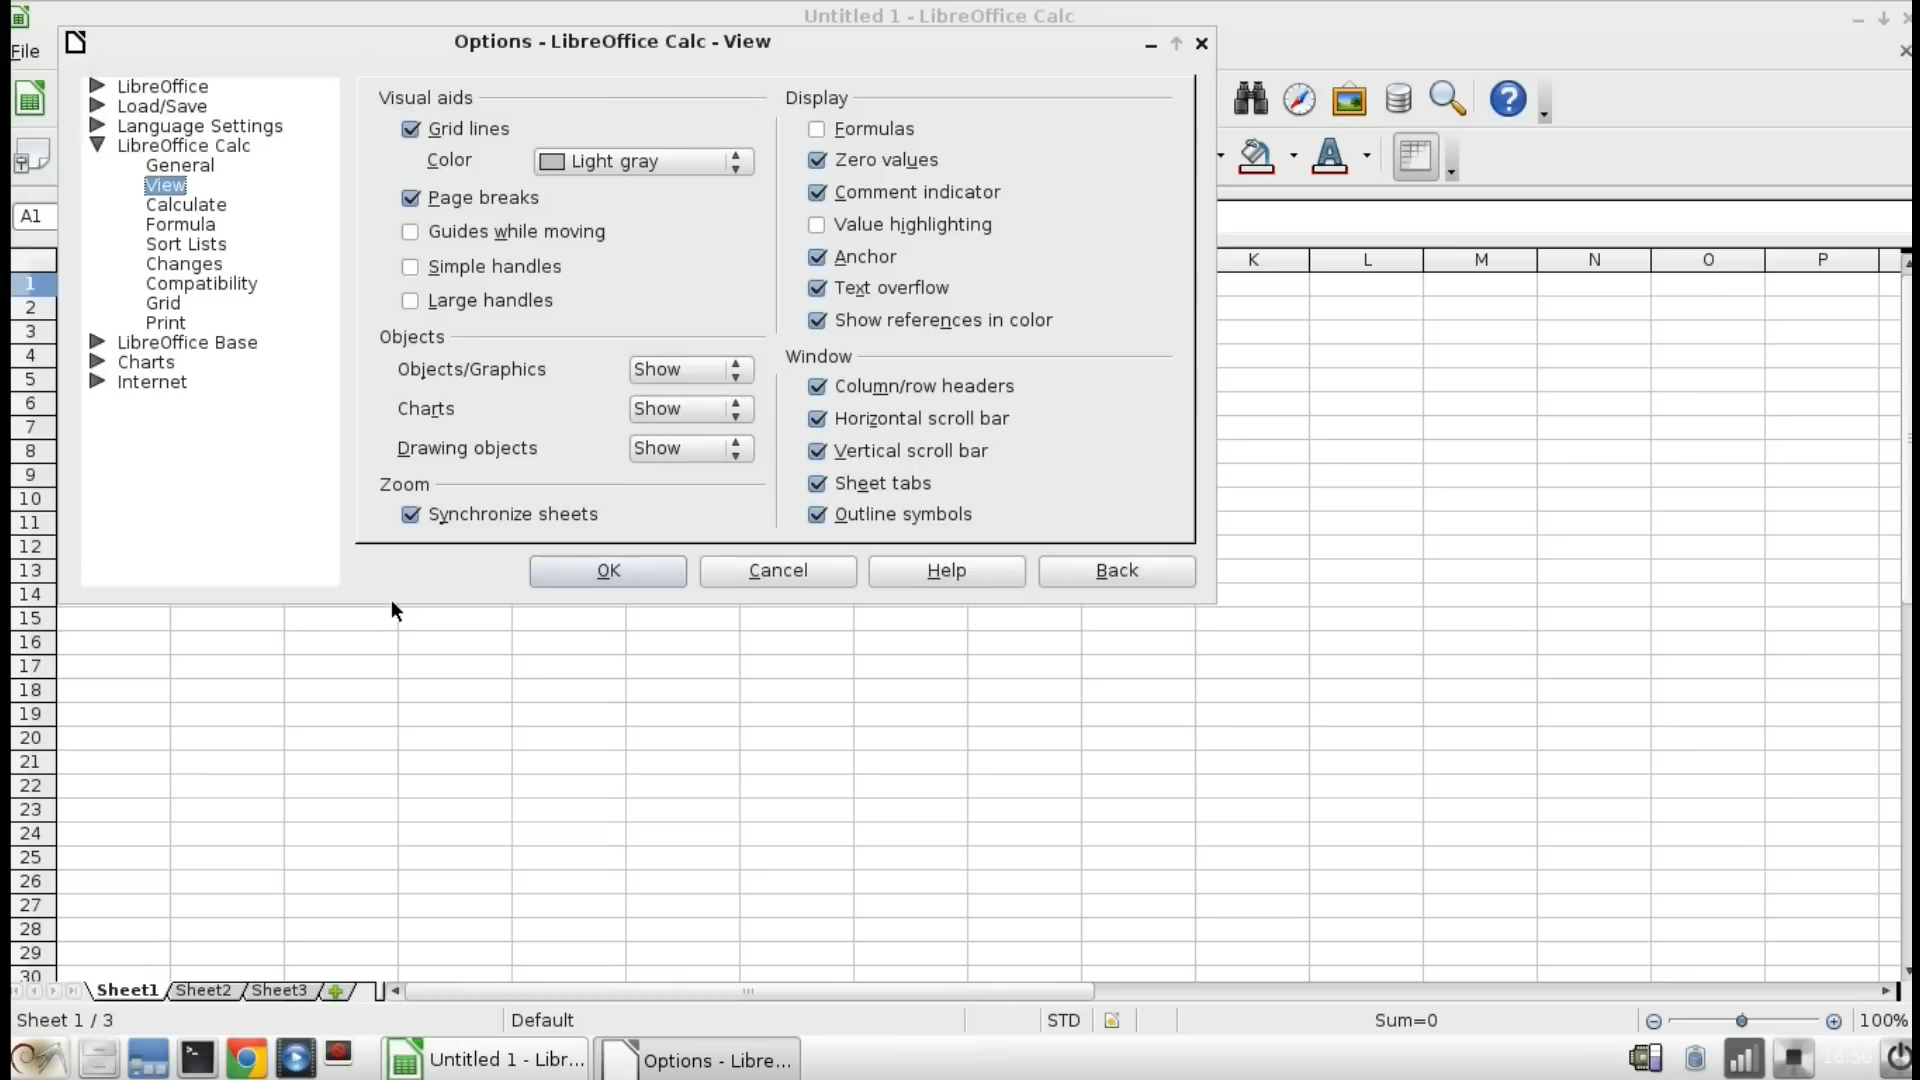 Untitled 1 - LibreOffice Calc
Options - LibreOffice Calc - View
File
LibreOffice
Load/Save
Language Settings
LibreOffice Calc
General
View
Calculate
Formula
Sort Lists
Changes
Compatibility
Grid
Print
LibreOffice Base
Charts
Internet
Visual aids
Grid lines
Color
Light gray
Page breaks
Guides while moving
Simple handles
Large handles
Objects
Objects/Graphics
Show
Charts
Show
Drawing objects
Show
Zoom
Synchronize sheets
Display
Formulas
Zero values
Comment indicator
Value highlighting
Anchor
Text overflow
Show references in color
Window
Column/row headers
Horizontal scroll bar
Vertical scroll bar
Sheet tabs
Outline symbols
OK Cancel Help Back
A1
K L M N O P
1
2
3
4
5
6
7
8
9
10
11
12
13
14
15
16
17
18
19
20
21
22
23
24
25
26
27
28
29
30
Sheet1 Sheet2 Sheet3
Sheet 1 / 3 Default STD Sum=0 100%
Untitled 1 - Libr... Options - Libre...